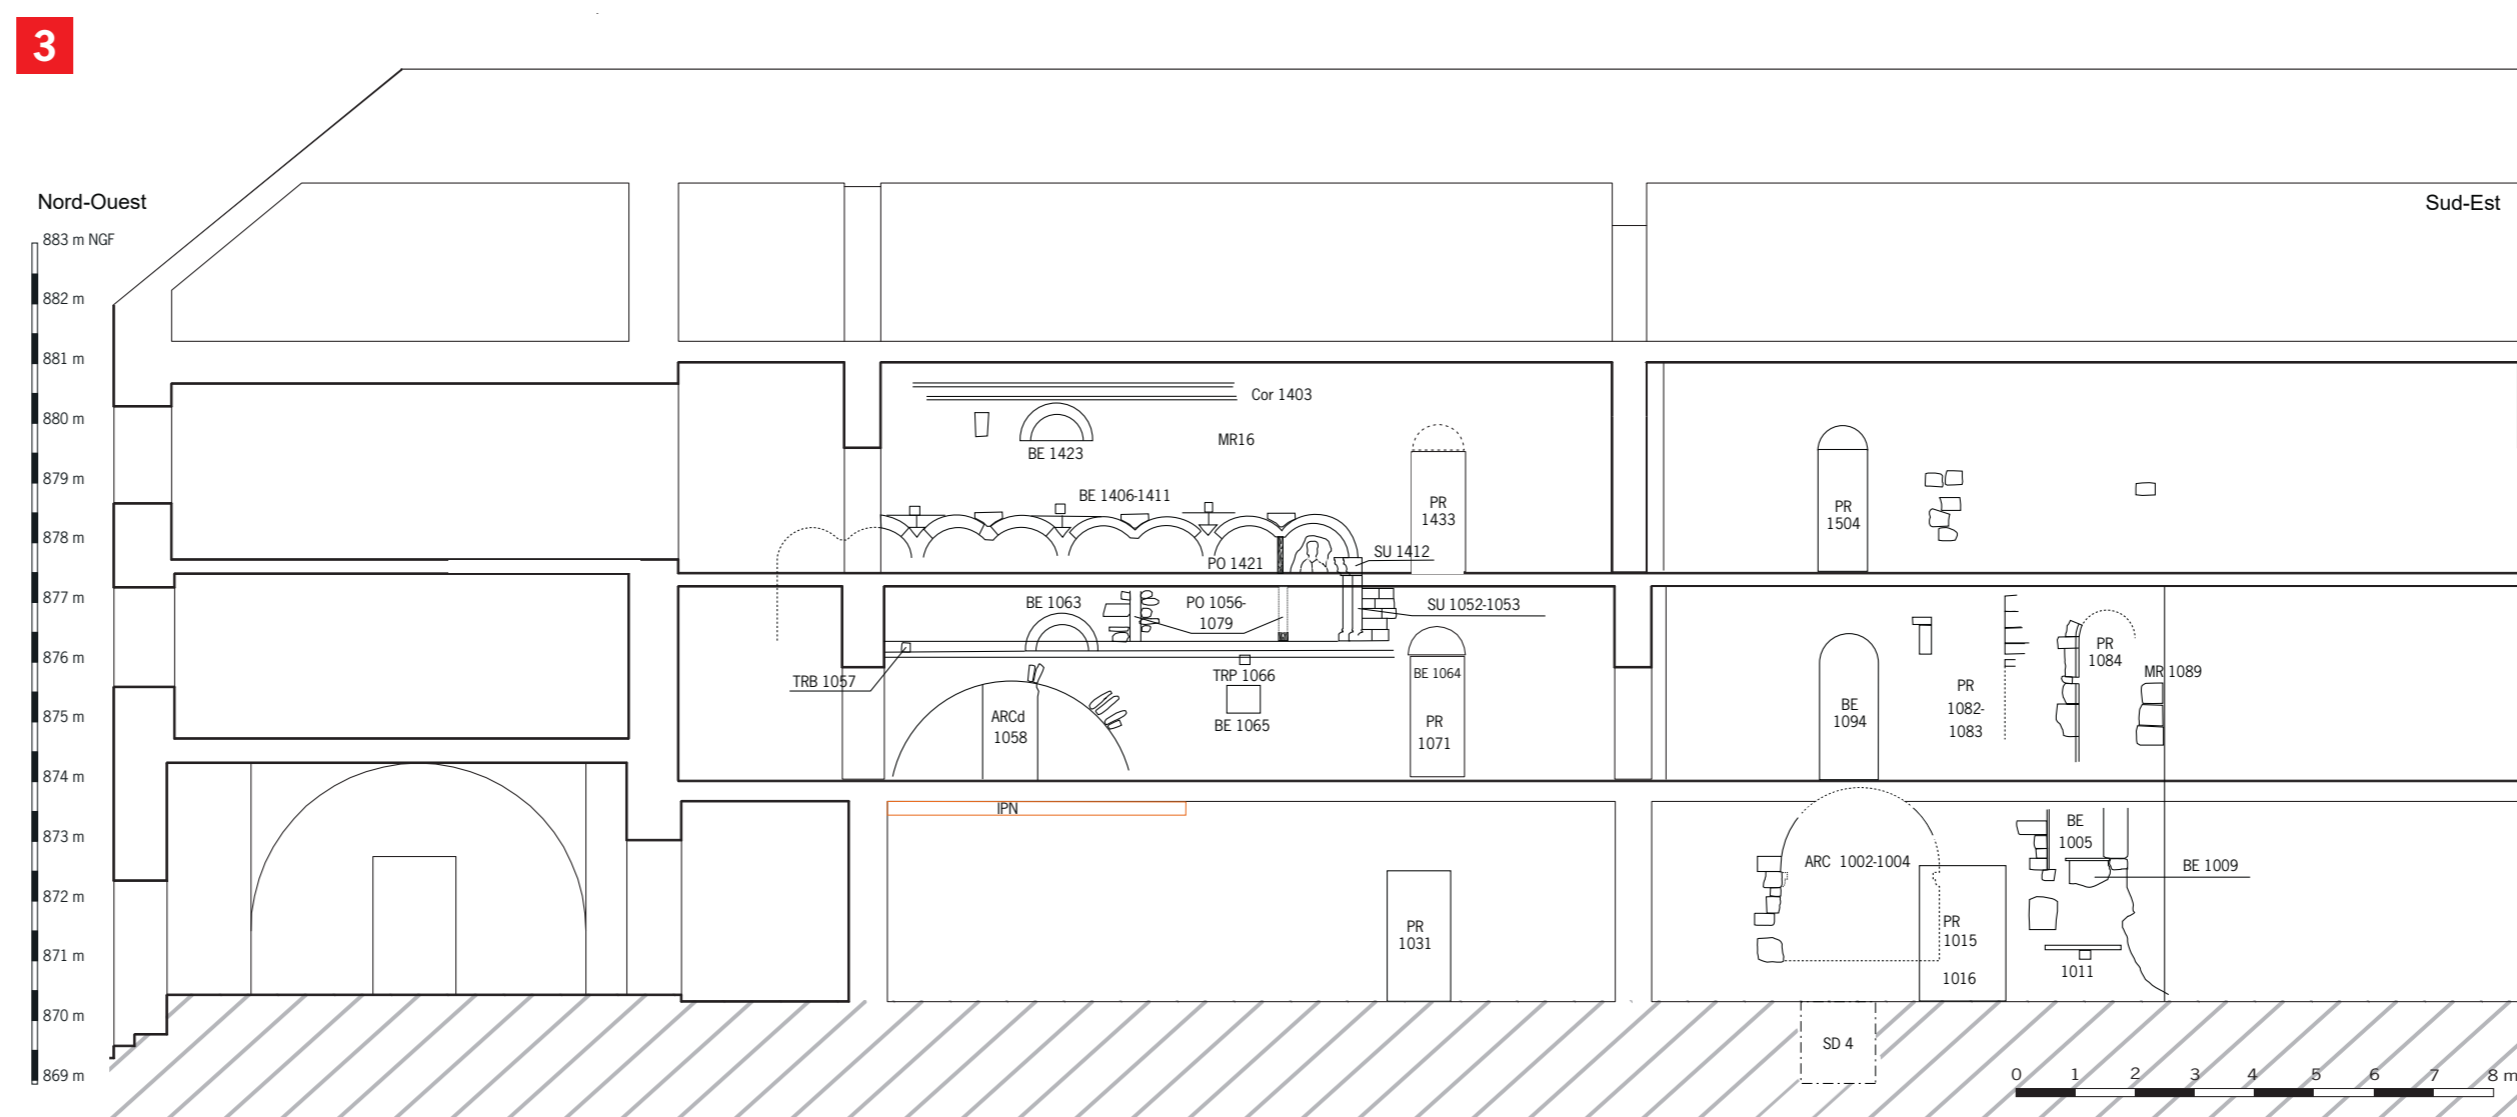 3
Nord-Ouest
Sud-Est
883 m NGF
882 m
881 m
880 m
879 m
878 m
877 m
876 m
875 m
874 m
873 m
872 m
871 m
870 m
869 m
Cor 1403
MR16
BE 1423
BE 1406-1411
PR
1433
PR
1504
PO 1421
SU 1412
BE 1063
PO 1056-
1079
SU 1052-1053
TRB 1057
TRP 1066
BE 1065
BE 1064
PR
1071
ARCd
1058
BE
1094
PR
1082-
1083
PR
1084
MR 1089
IPN
PR
1031
ARC 1002-1004
BE
1005
BE 1009
PR
1015
1016
1011
SD 4
0 1 2 3 4 5 6 7 8 m